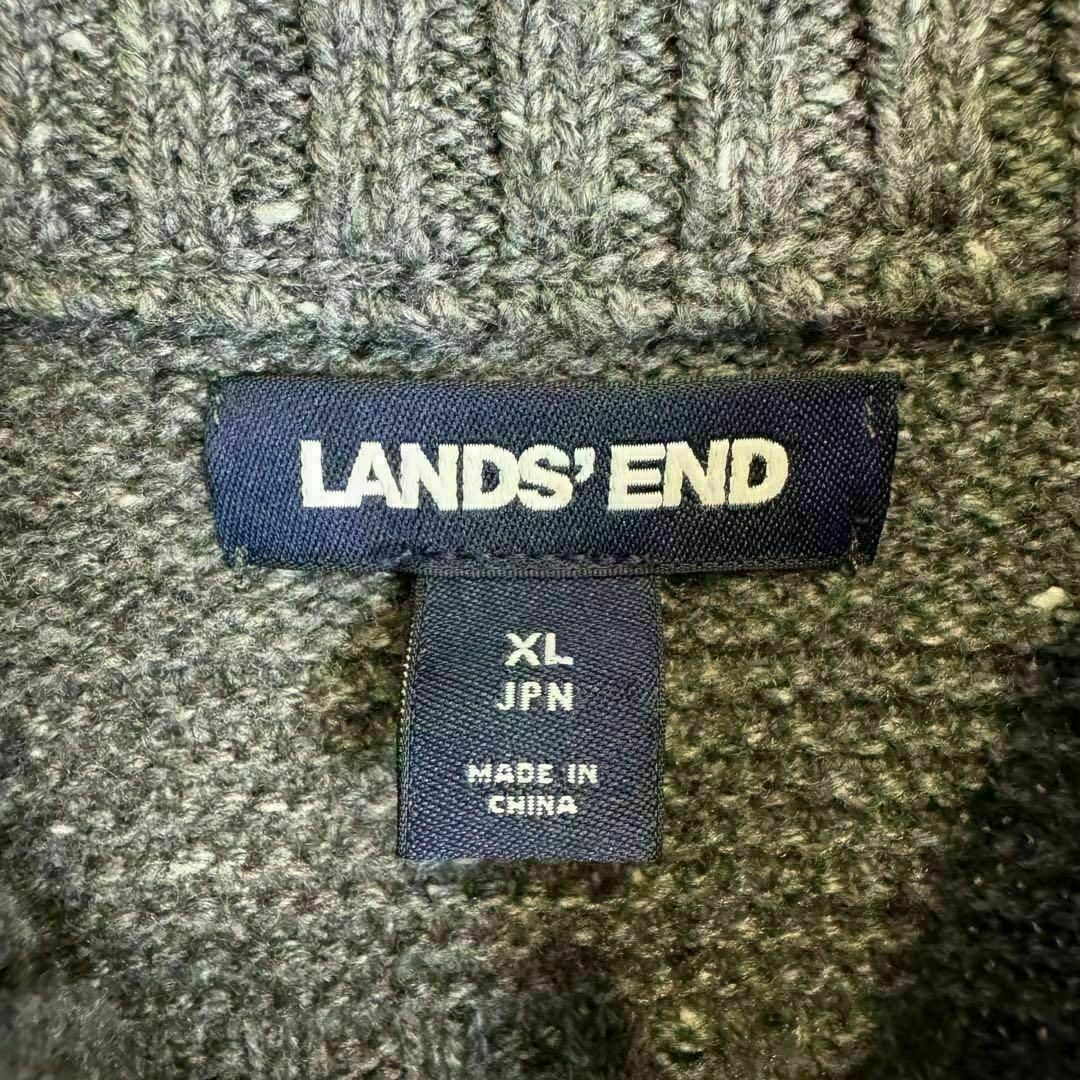 LANDS' END
XL
JPN
MADE IN
CHINA